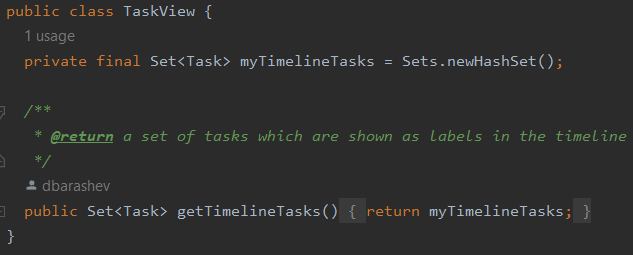 public class TaskView {
1 usage
private final Set<Task> myTimelineTasks = Sets.newHashSet();
/**
* @return a set of tasks which are shown as labels in the timeline
*/
dbarashev
public Set<Task> getTimelineTasks() { return myTimelineTasks; }
}